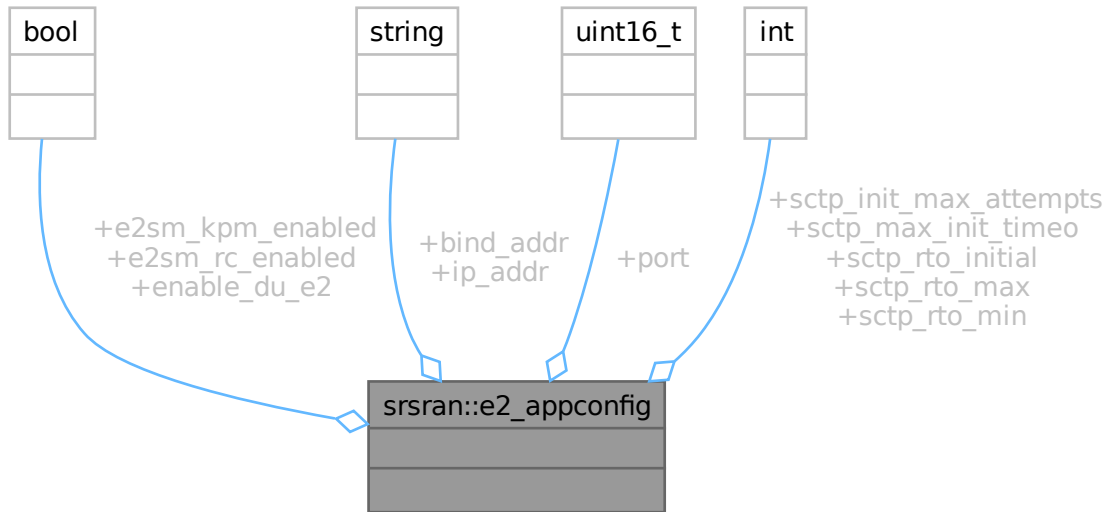 bool
string
uint16_t
int
+e2sm_kpm_enabled
+e2sm_rc_enabled
+enable_du_e2
+bind_addr
+ip_addr
+port
+sctp_init_max_attempts
+sctp_max_init_timeo
+sctp_rto_initial
+sctp_rto_max
+sctp_rto_min
srsran::e2_appconfig